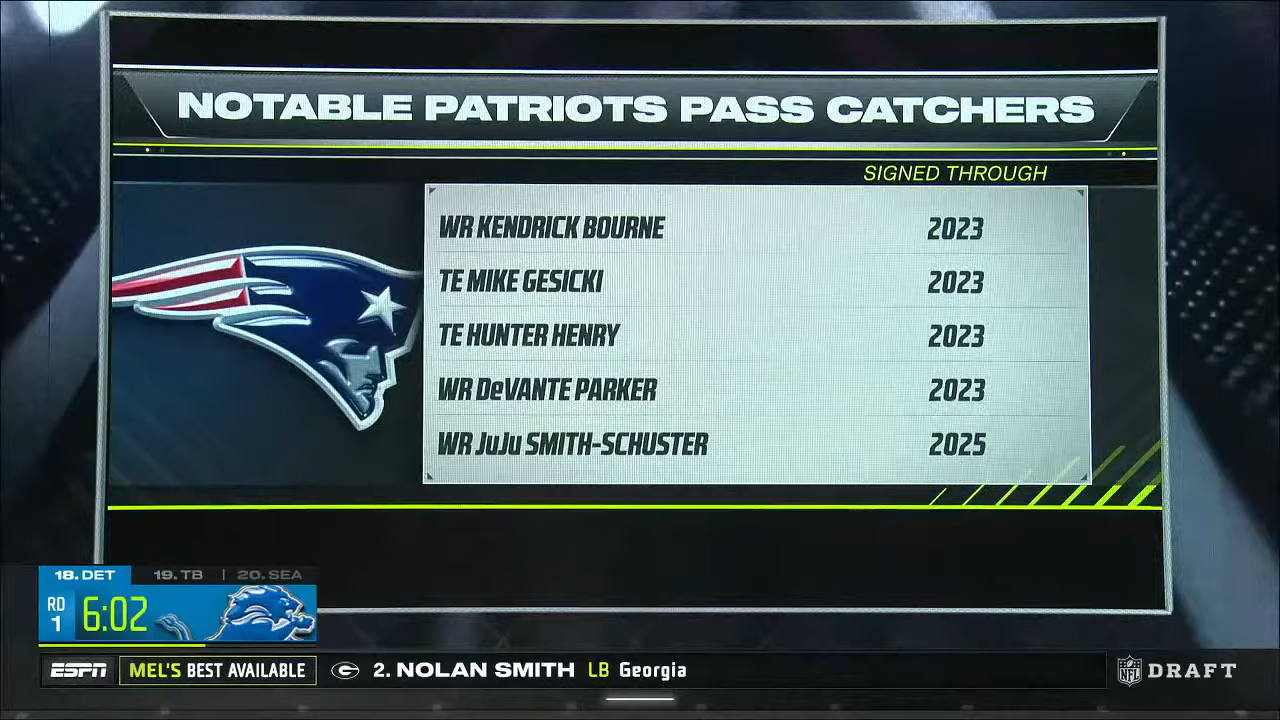 NOTABLE PATRIOTS PASS CATCHERS
SIGNED THROUGH
WR KENDRICK BOURNE 2023
TE MIKE GESICKI 2023
TE HUNTER HENRY 2023
WR DeVANTE PARKER 2023
WR JuJu SMITH-SCHUSTER 2025
18. DET 19. TB | 20. SEA
RD 1 6:02
ESPN MEL'S BEST AVAILABLE G 2. NOLAN SMITH LB Georgia NFL DRAFT